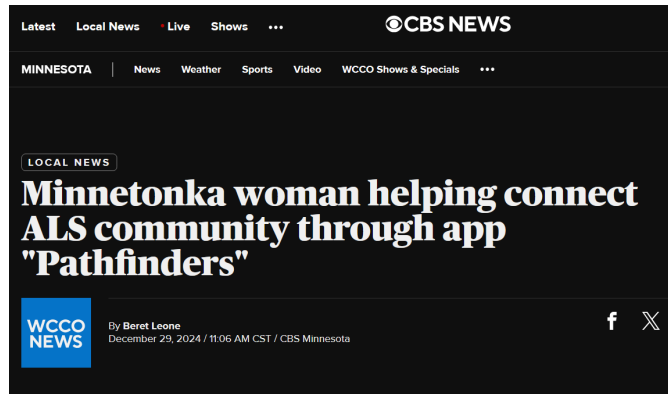 Latest Local News Live Shows •••
CBS NEWS
MINNESOTA | News Weather Sports Video WCCO Shows & Specials •••
LOCAL NEWS
Minnetonka woman helping connect
ALS community through app
"Pathfinders"
WCCO
NEWS
By Beret Leone
December 29, 2024 / 11:06 AM CST / CBS Minnesota